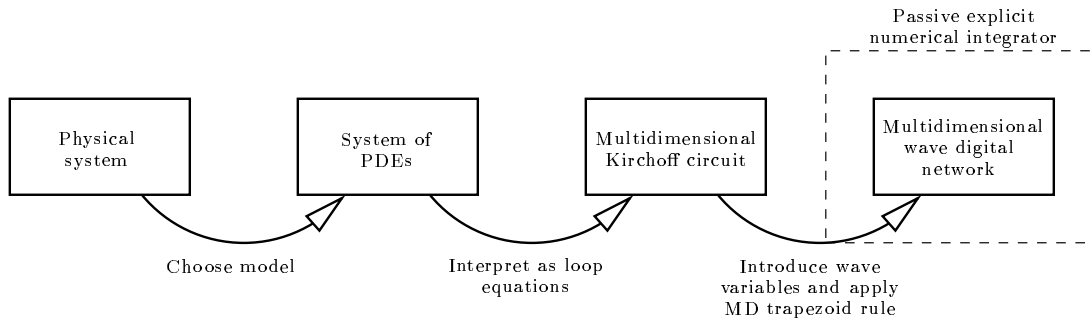 Passive explicit
numerical integrator
Physical
system
System of
PDEs
Multidimensional
Kirchoff circuit
Multidimensional
wave digital
network
Choose model
Interpret as loop
equations
Introduce wave
variables and apply
MD trapezoid rule